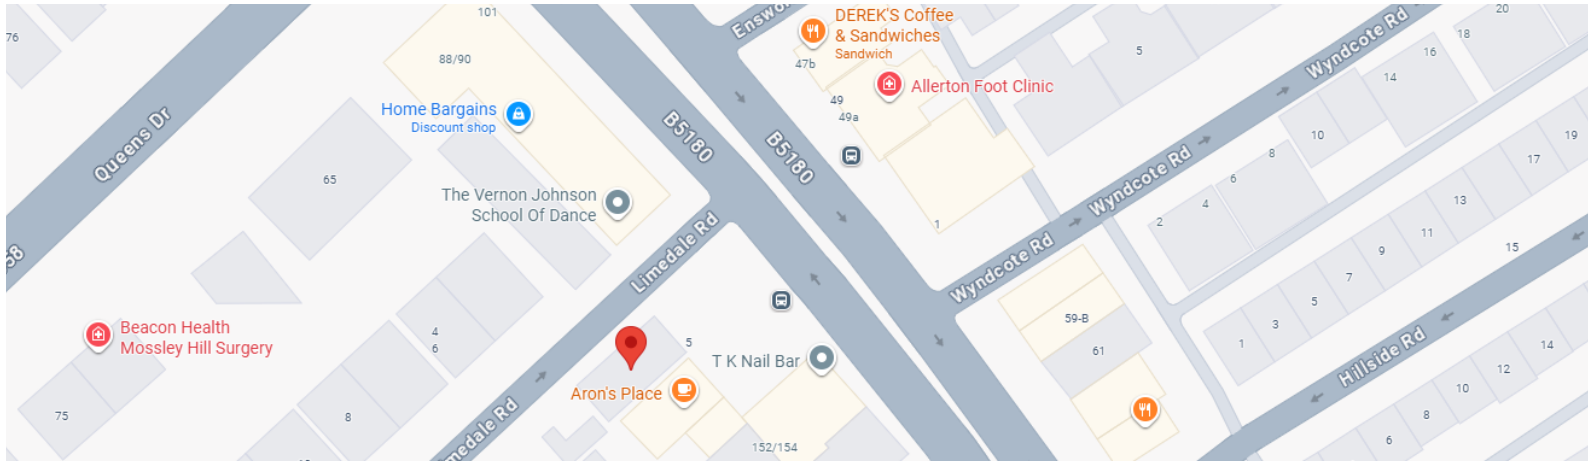 101
76
88/90
Queens Dr
Home Bargains
Discount shop
65
The Vernon Johnson
School Of Dance
58
Limedale Rd
Beacon Health
Mossley Hill Surgery
75
4
6
8
Limedale Rd
5
Aron's Place
T K Nail Bar
152/154
B5180
B5180
DEREK'S Coffee
& Sandwiches
Sandwich
47b
49
49a
Allerton Foot Clinic
1
5
Wyndcote Rd
Wyndcote Rd
Wyndcote Rd
20
18
16
14
10
8
6
4
2
19
17
13
11
9
7
5
3
1
15
59-B
61
Hillside Rd
14
12
10
8
6